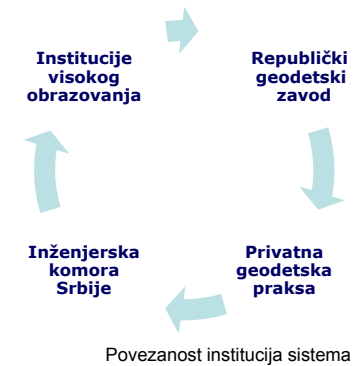 Institucije
visokog
obrazovanja
Republički
geodetski
zavod
Inženjerska
komora
Srbije
Privatna
geodetska
praksa
Povezanost institucija sistema